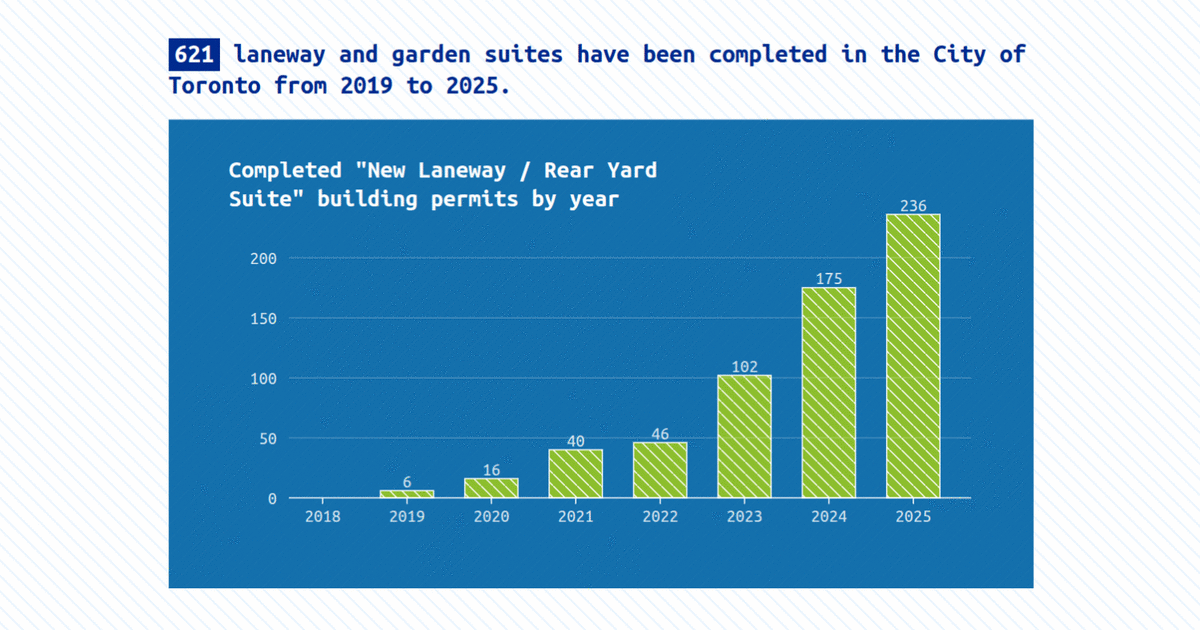 621 laneway and garden suites have been completed in the City of
Toronto from 2019 to 2025.
Completed "New Laneway / Rear Yard
Suite" building permits by year
236
200
175
150
102
100
50
46
40
16
6
0
2018 2019 2020 2021 2022 2023 2024 2025